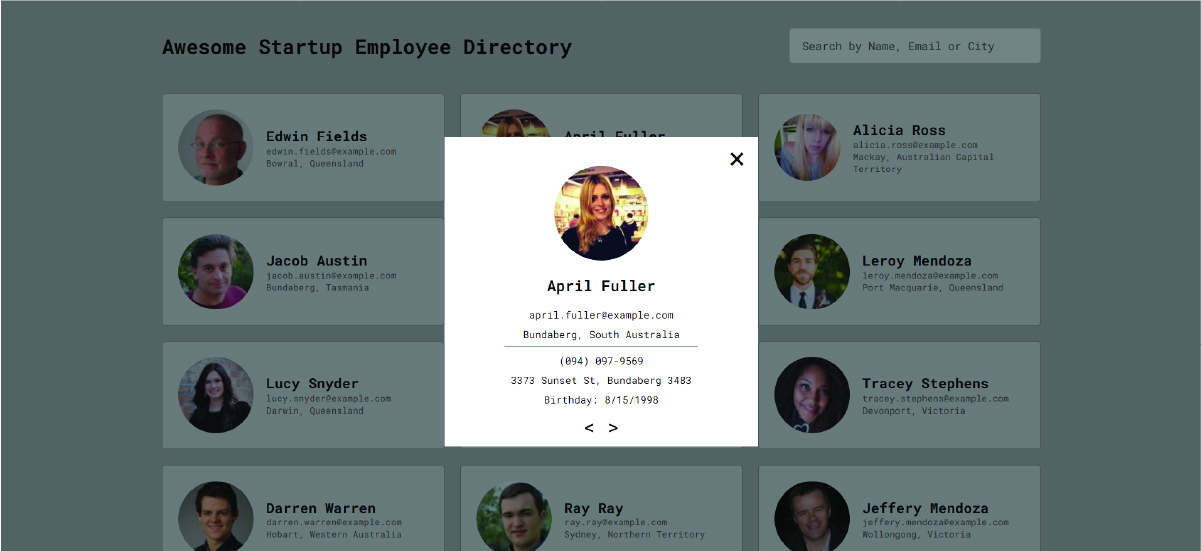 Awesome Startup Employee Directory
Search by Name, Email or City
Edwin Fields
edwin.fields@example.com
Bowral, Queensland
April Fuller
Alicia Ross
alicia.ross@example.com
Mackay, Australian Capital
Territory
×
April Fuller
april.fuller@example.com
Bundaberg, South Australia
(094) 097-9569
3373 Sunset St, Bundaberg 3483
Birthday: 8/15/1998
< >
Jacob Austin
jacob.austin@example.com
Bundaberg, Tasmania
Leroy Mendoza
leroy.mendoza@example.com
Port Macquarie, Queensland
Lucy Snyder
lucy.snyder@example.com
Darwin, Queensland
Tracey Stephens
tracey.stephens@example.com
Devonport, Victoria
Darren Warren
darren.warren@example.com
Hobart, Western Australia
Ray Ray
ray.ray@example.com
Sydney, Northern Territory
Jeffery Mendoza
jeffery.mendoza@example.com
Wollongong, Victoria